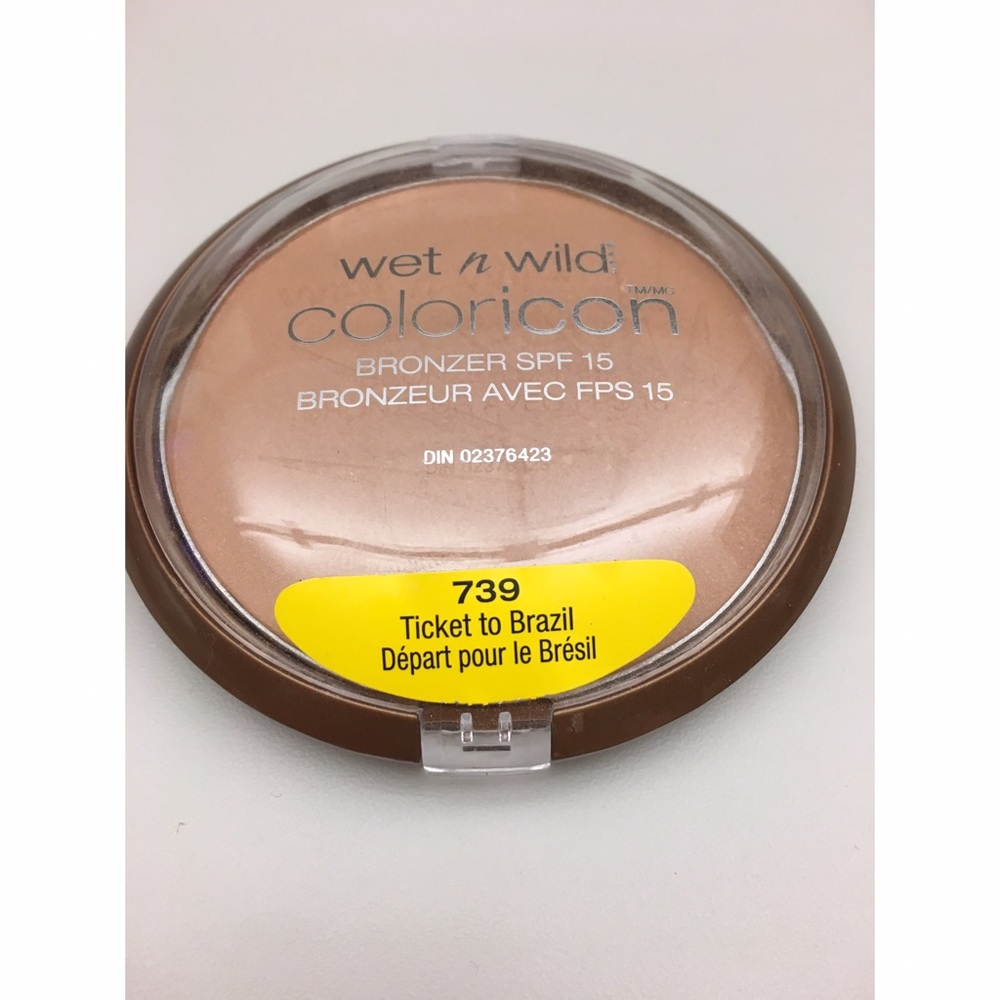 wet n wild
coloricon TM/MC
BRONZER SPF 15
BRONZEUR AVEC FPS 15
DIN 02376423
739
Ticket to Brazil
Départ pour le Brésil